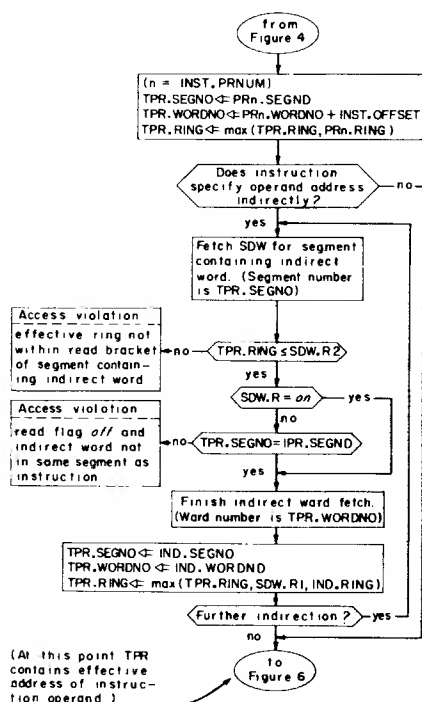 from
Figure 4
(n = INST.PRNUM)
TPR.SEGNO⇐PRn.SEGND
TPR.WORDNO⇐PRn.WORDNO + INST.OFFSET
TPR.RING⇐ max(TPR.RING, PRn.RING)
Does instruction
specify operand address
indirectly?
no
yes
Fetch SDW for segment
containing indirect
word. (Segment number
is TPR.SEGNO)
Access violation
effective ring not
within read bracket
of segment contain-
ing indirect word
no
TPR.RING ≤ SDW.R2
yes
SDW.R = on
yes
no
Access violation
read flag off and
indirect word not
in same segment as
instruction
no
TPR.SEGNO=IPR.SEGND
yes
Finish indirect ward fetch.
(Ward number is TPR.WORDNO)
TPR.SEGNO⇐ IND.SEGNO
TPR.WORDNO⇐ IND.WORDND
TPR.RING⇐ max(TPR.RING, SDW.R1, IND.RING)
Further indirection?
yes
no
(At this point TPR
contains effective
address of instruc-
tion operand.)
to
Figure 6